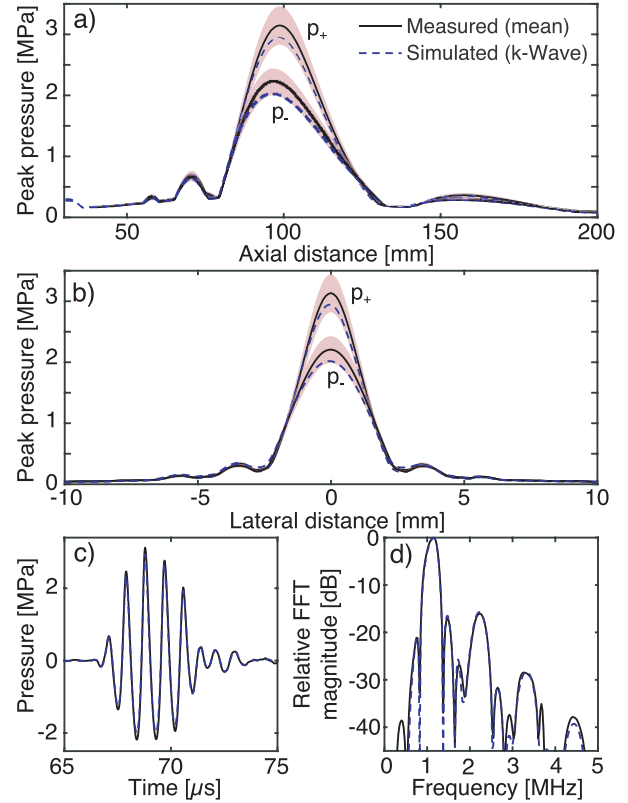 a)
Measured (mean)
Simulated (k-Wave)
p+
p-
Peak pressure [MPa]
3
2
1
0
50 100 150 200
Axial distance [mm]
b)
p+
p-
Peak pressure [MPa]
3
2
1
0
-10 -5 0 5 10
Lateral distance [mm]
c)
Pressure [MPa]
2
0
-2
65 70 75
Time [μs]
d)
Relative FFT
magnitude [dB]
0
-10
-20
-30
-40
0 1 2 3 4 5
Frequency [MHz]